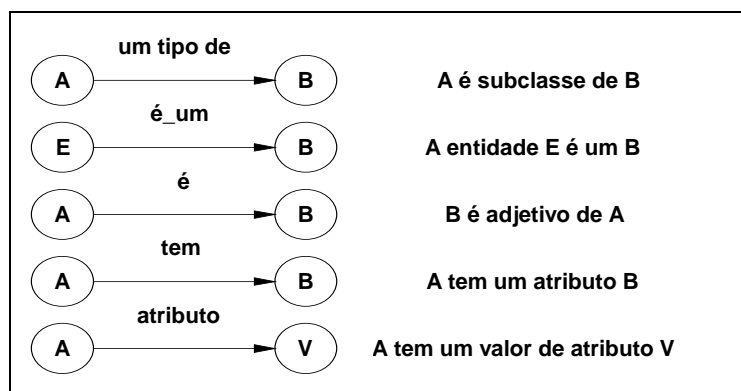 um tipo de
A B A é subclasse de B
é_um
E B A entidade E é um B
é
A B B é adjetivo de A
tem
A B A tem um atributo B
atributo
A V A tem um valor de atributo V